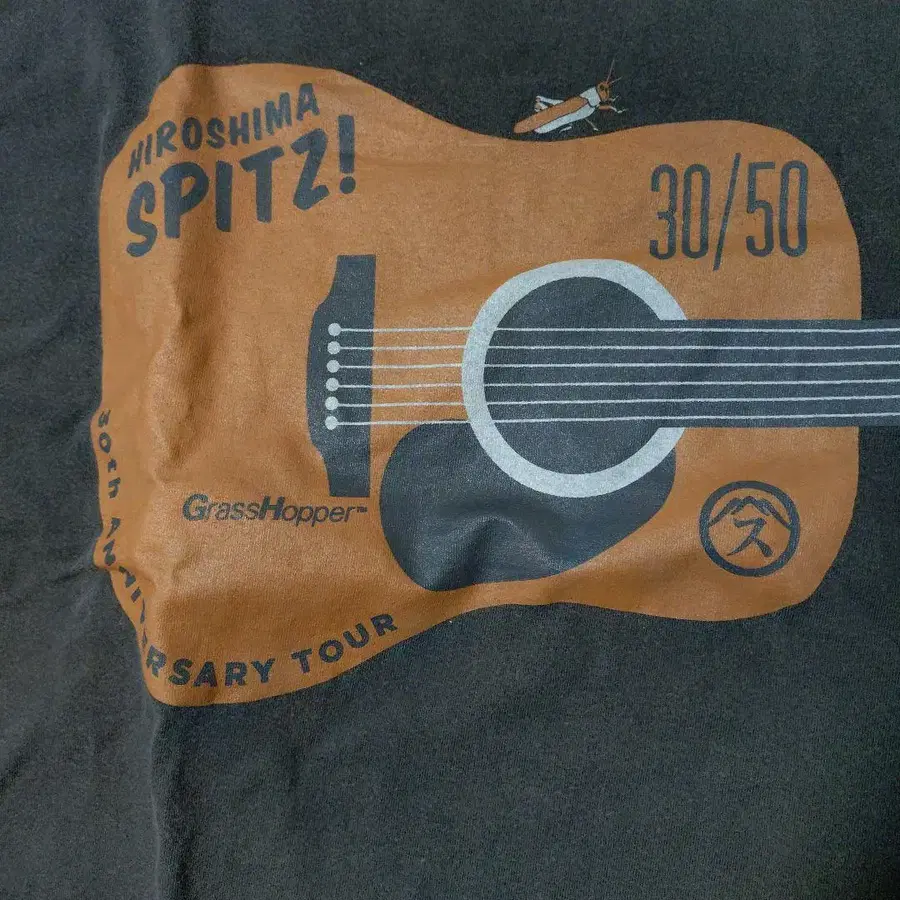 HIROSHIMA
SPITZ!
30/50
GrassHopper™
ス
30th ANNIVERSARY TOUR